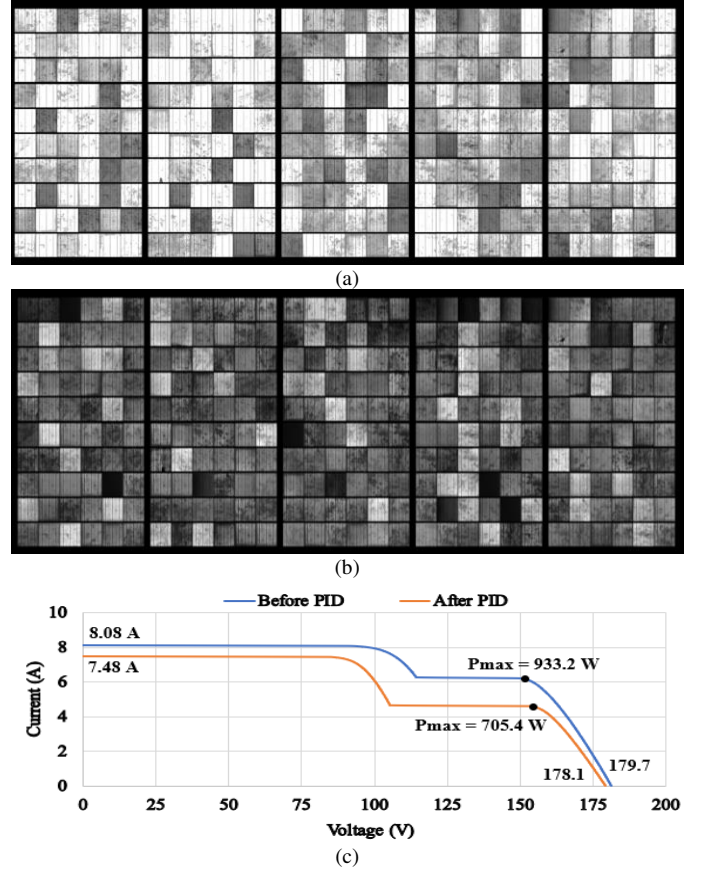 (a)
(b)
Before PID After PID
10
8.08 A
8
7.48 A
Pmax = 933.2 W
6
4
Pmax = 705.4 W
2
178.1 179.7
0
0 25 50 75 100 125 150 175 200
Current (A)
Voltage (V)
(c)